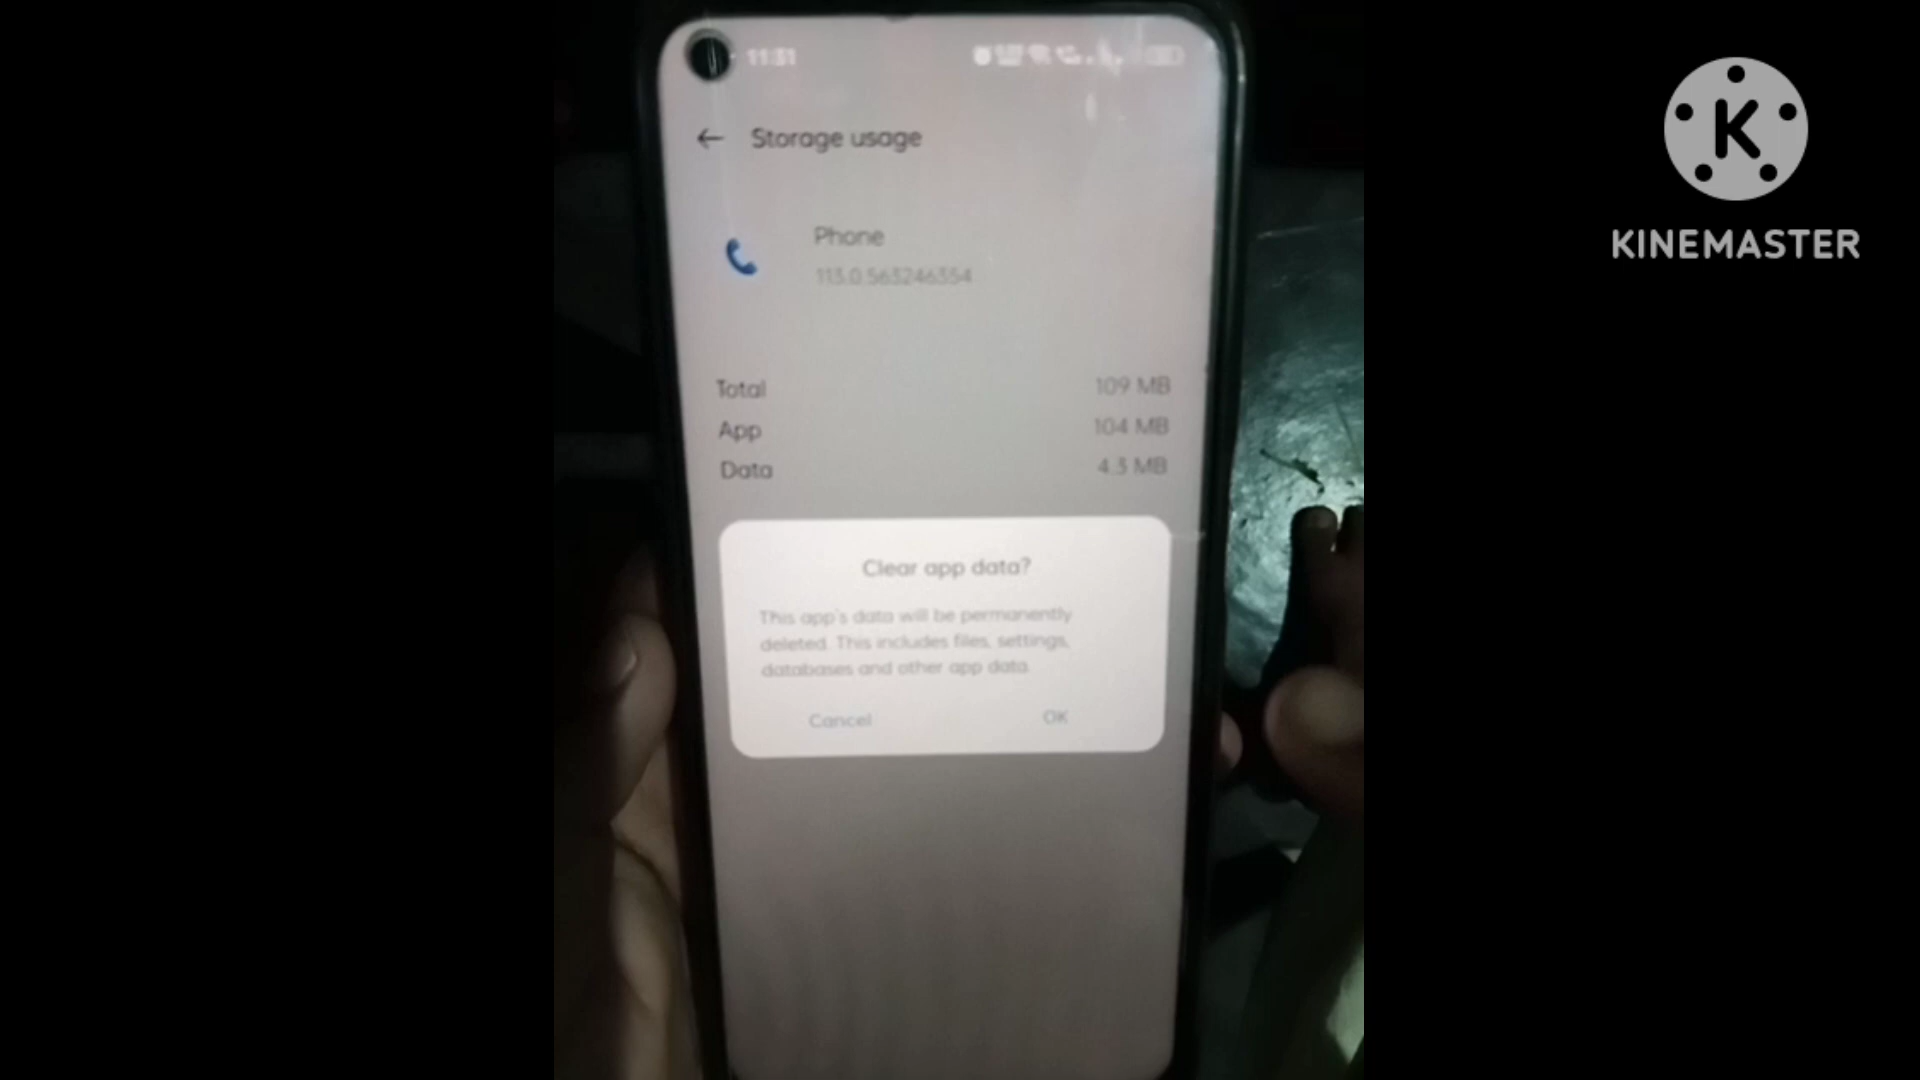 11:31
Storage usage
Phone
113.0.563246354
Total 109 MB
App 104 MB
Data 4.3 MB
Clear app data?
This app's data will be permanently
deleted. This includes files, settings,
databases and other app data.
Cancel OK
K
KINEMASTER